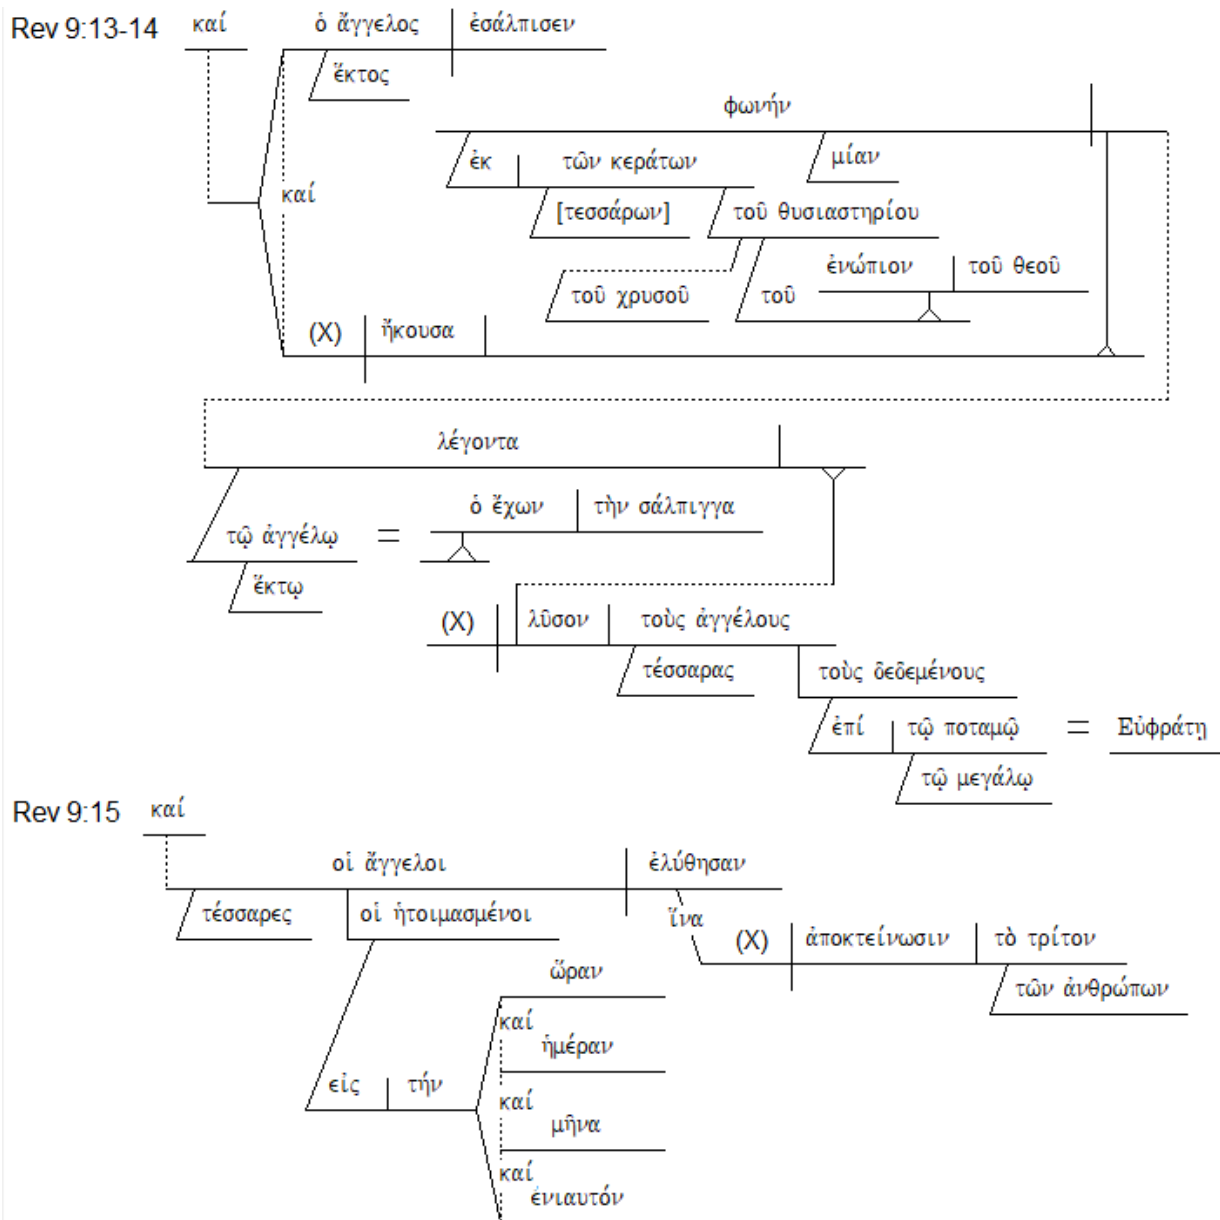 Rev 9:13-14 καί ὁ ἄγγελος ἐσάλπισεν
ἕκτος
φωνήν
ἐκ τῶν κεράτων μίαν
καί
[τεσσάρων] τοῦ θυσιαστηρίου
ἐνώπιον τοῦ θεοῦ
τοῦ χρυσοῦ τοῦ
(X) ἤκουσα
λέγοντα
ὁ ἔχων τὴν σάλπιγγα
τῷ ἀγγέλῳ =
ἕκτῳ
(X) λῦσον τοὺς ἀγγέλους
τέσσαρας τοὺς δεδεμένους
ἐπί τῷ ποταμῷ = Εὐφράτῃ
τῷ μεγάλῳ
Rev 9:15 καί
οἱ ἄγγελοι ἐλύθησαν
τέσσαρες οἱ ἡτοιμασμένοι ἵνα
(X) ἀποκτείνωσιν τὸ τρίτον
ὥραν τῶν ἀνθρώπων
καί
ἡμέραν
εἰς τήν
καί
μῆνα
καί
ἐνιαυτόν